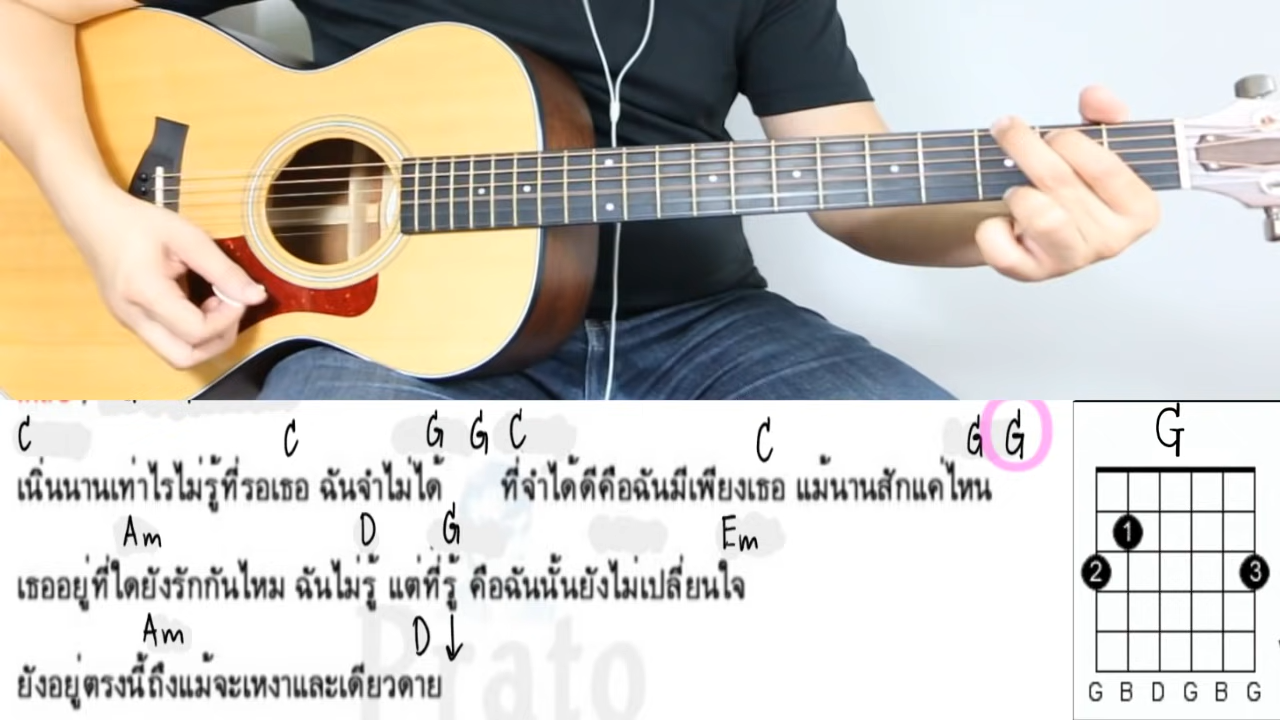 C C G G C C G G
เนิ่นนานเท่าไรไม่รู้ที่รอเธอ ฉันจำไม่ได้ ที่จำได้ดีคือฉันมีเพียงเธอ แม้นานสักแค่ไหน
Am D G Em
เธออยู่ที่ใดยังรักกันไหม ฉันไม่รู้ แต่ที่รู้ คือฉันนั้นยังไม่เปลี่ยนใจ
Am D ↓
ยังอยู่ตรงนี้ถึงแม้จะเหงาและเดียวดาย
Prato
G
1
2 3
G B D G B G